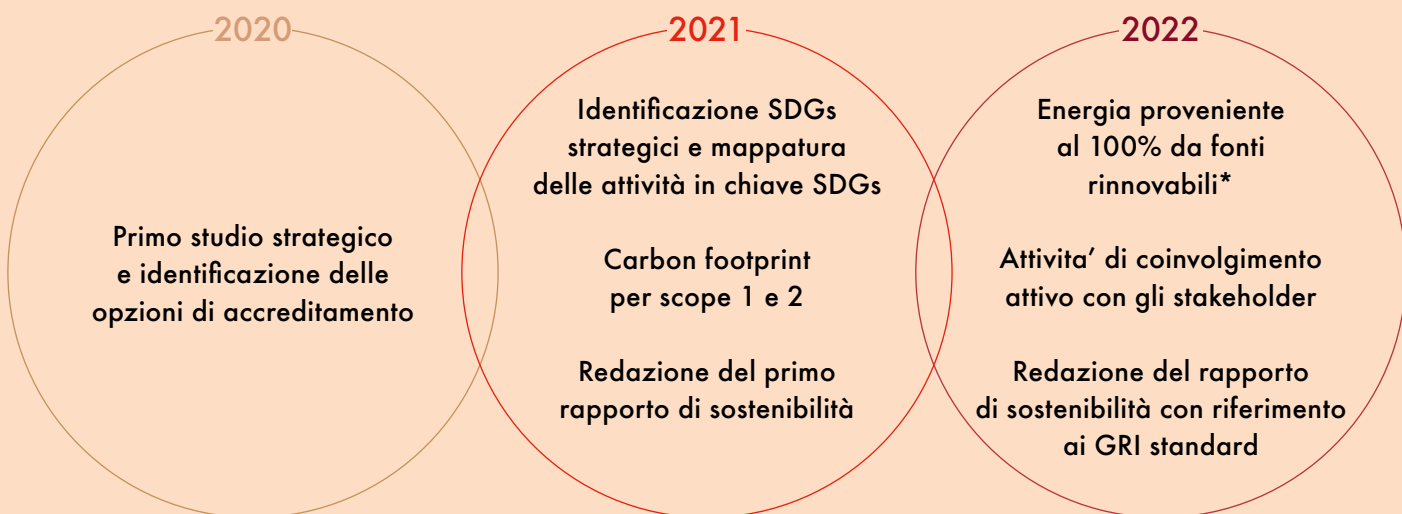 2020
Primo studio strategico
e identificazione delle
opzioni di accreditamento
2021
Identificazione SDGs
strategici e mappatura
delle attività in chiave SDGs
Carbon footprint
per scope 1 e 2
Redazione del primo
rapporto di sostenibilità
2022
Energia proveniente
al 100% da fonti
rinnovabili*
Attivita’ di coinvolgimento
attivo con gli stakeholder
Redazione del rapporto
di sostenibilità con riferimento
ai GRI standard